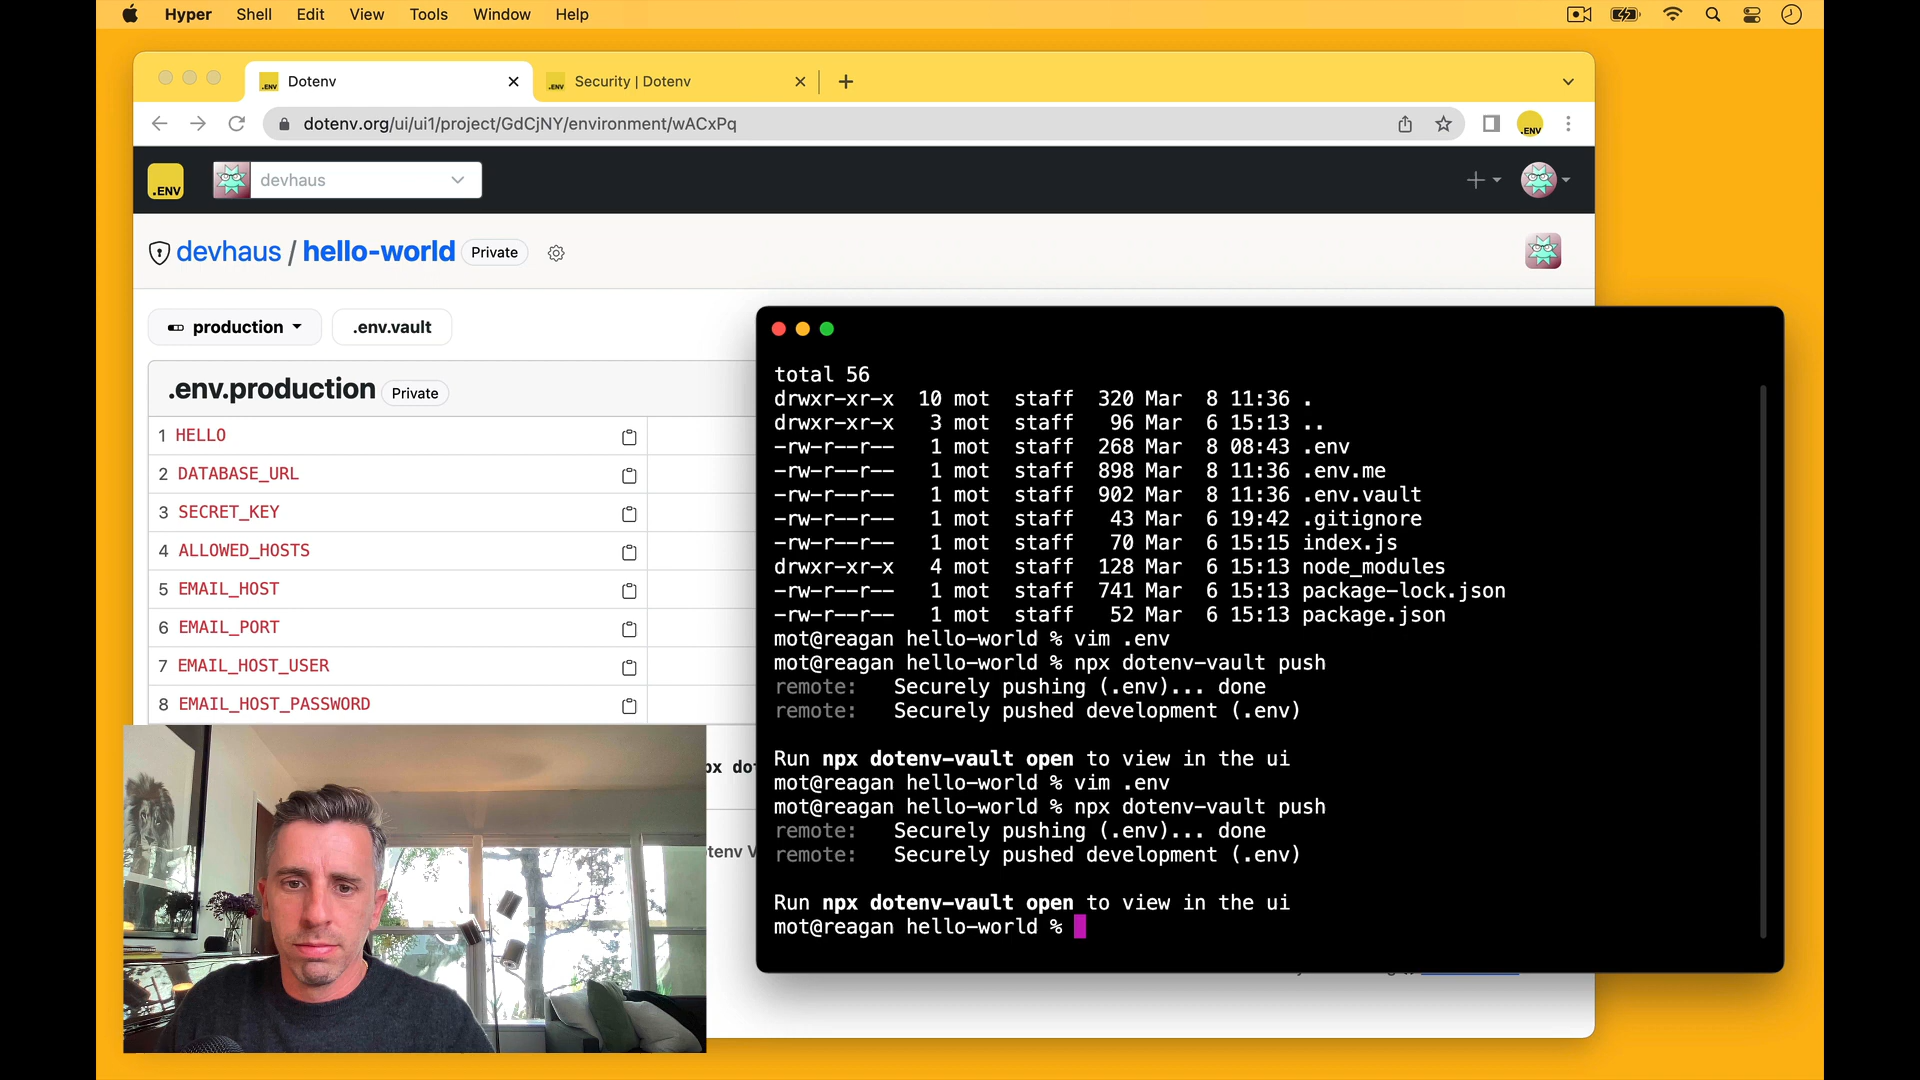 Hyper Shell Edit View Tools Window Help
.ENV Dotenv
.ENV Security | Dotenv
dotenv.org/ui/ui1/project/GdCjNY/environment/wACxPq
.ENV
.ENV
devhaus
devhaus / hello-world Private
production
.env.vault
.env.production Private
1 HELLO
2 DATABASE_URL
3 SECRET_KEY
4 ALLOWED_HOSTS
5 EMAIL_HOST
6 EMAIL_PORT
7 EMAIL_HOST_USER
8 EMAIL_HOST_PASSWORD
total 56
drwxr-xr-x  10 mot  staff  320 Mar  8 11:36 .
drwxr-xr-x   3 mot  staff   96 Mar  6 15:13 ..
-rw-r--r--   1 mot  staff  268 Mar  8 08:43 .env
-rw-r--r--   1 mot  staff  898 Mar  8 11:36 .env.me
-rw-r--r--   1 mot  staff  902 Mar  8 11:36 .env.vault
-rw-r--r--   1 mot  staff   43 Mar  6 19:42 .gitignore
-rw-r--r--   1 mot  staff   70 Mar  6 15:15 index.js
drwxr-xr-x   4 mot  staff  128 Mar  6 15:13 node_modules
-rw-r--r--   1 mot  staff  741 Mar  6 15:13 package-lock.json
-rw-r--r--   1 mot  staff   52 Mar  6 15:13 package.json
mot@reagan hello-world % vim .env
mot@reagan hello-world % npx dotenv-vault push
remote:   Securely pushing (.env)... done
remote:   Securely pushed development (.env)
Run npx dotenv-vault open to view in the ui
mot@reagan hello-world % vim .env
mot@reagan hello-world % npx dotenv-vault push
remote:   Securely pushing (.env)... done
remote:   Securely pushed development (.env)
Run npx dotenv-vault open to view in the ui
mot@reagan hello-world %